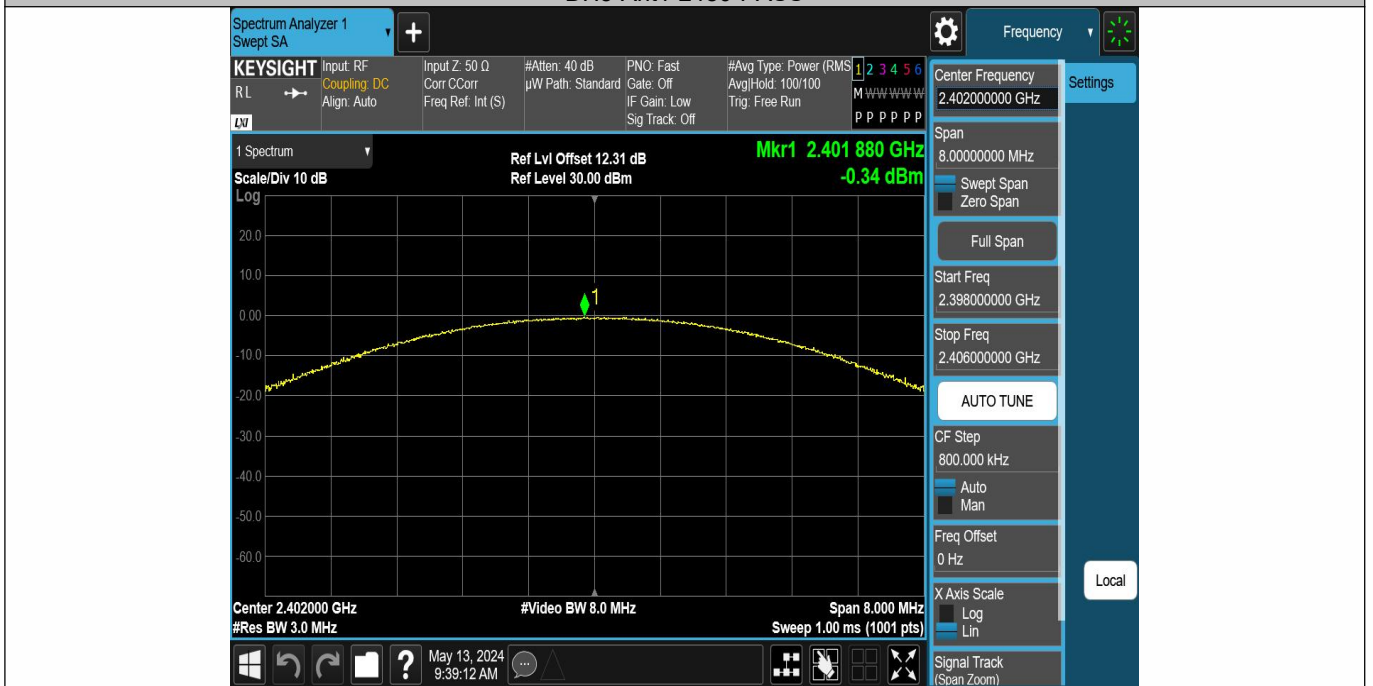 Spectrum Analyzer 1
Swept SA
+
Frequency
KEYSIGHT
RL
LXI
Input: RF
Coupling: DC
Align: Auto
Input Z: 50 Ω
Corr CCorr
Freq Ref: Int (S)
#Atten: 40 dB
µW Path: Standard
PNO: Fast
Gate: Off
IF Gain: Low
Sig Track: Off
#Avg Type: Power (RMS
Avg|Hold: 100/100
Trig: Free Run
1 2 3 4 5 6
M W W W W W
P P P P P P
Center Frequency
2.402000000 GHz
Settings
Span
8.00000000 MHz
Swept Span
Zero Span
Full Span
Start Freq
2.398000000 GHz
Stop Freq
2.406000000 GHz
AUTO TUNE
CF Step
800.000 kHz
Auto
Man
Freq Offset
0 Hz
X Axis Scale
Log
Lin
Signal Track
(Span Zoom)
Local
1 Spectrum
Scale/Div 10 dB
Ref Lvl Offset 12.31 dB
Ref Level 30.00 dBm
Mkr1 2.401 880 GHz
-0.34 dBm
Log
20.0
10.0
0.00
-10.0
-20.0
-30.0
-40.0
-50.0
-60.0
1
Center 2.402000 GHz
#Res BW 3.0 MHz
#Video BW 8.0 MHz
Span 8.000 MHz
Sweep 1.00 ms (1001 pts)
?
May 13, 2024
9:39:12 AM